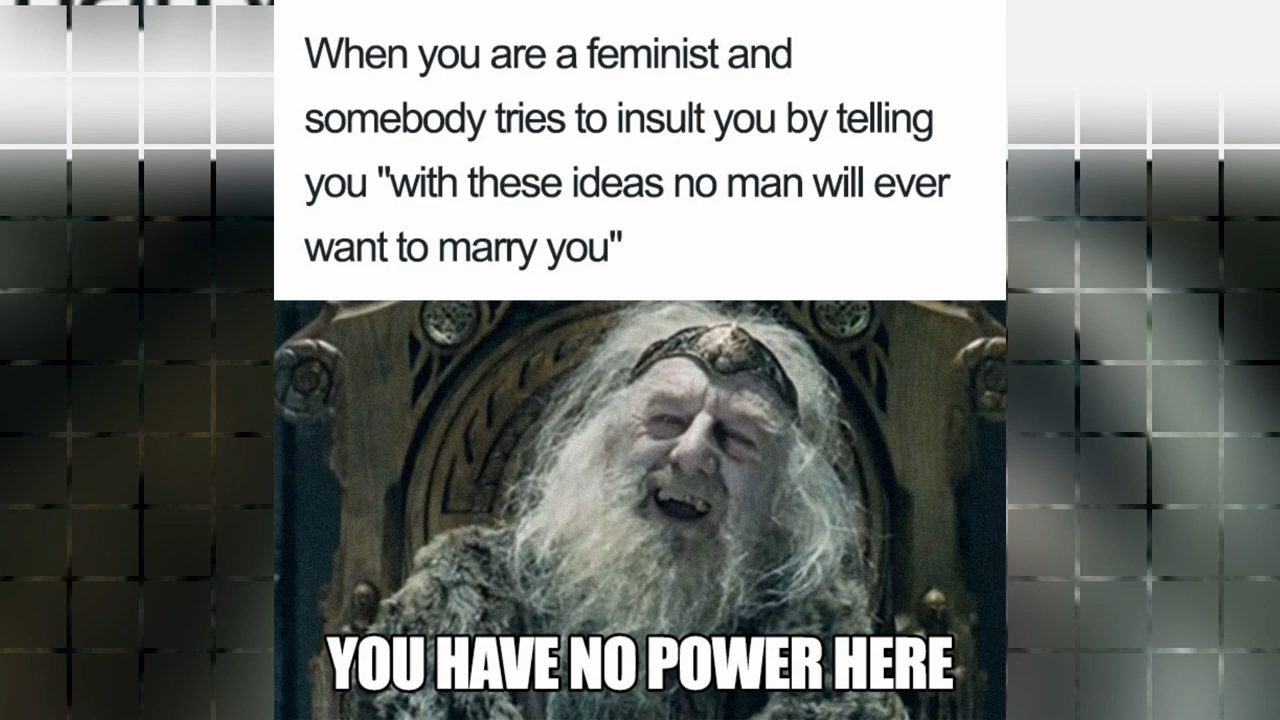 When you are a feminist and
somebody tries to insult you by telling
you "with these ideas no man will ever
want to marry you"
YOU HAVE NO POWER HERE